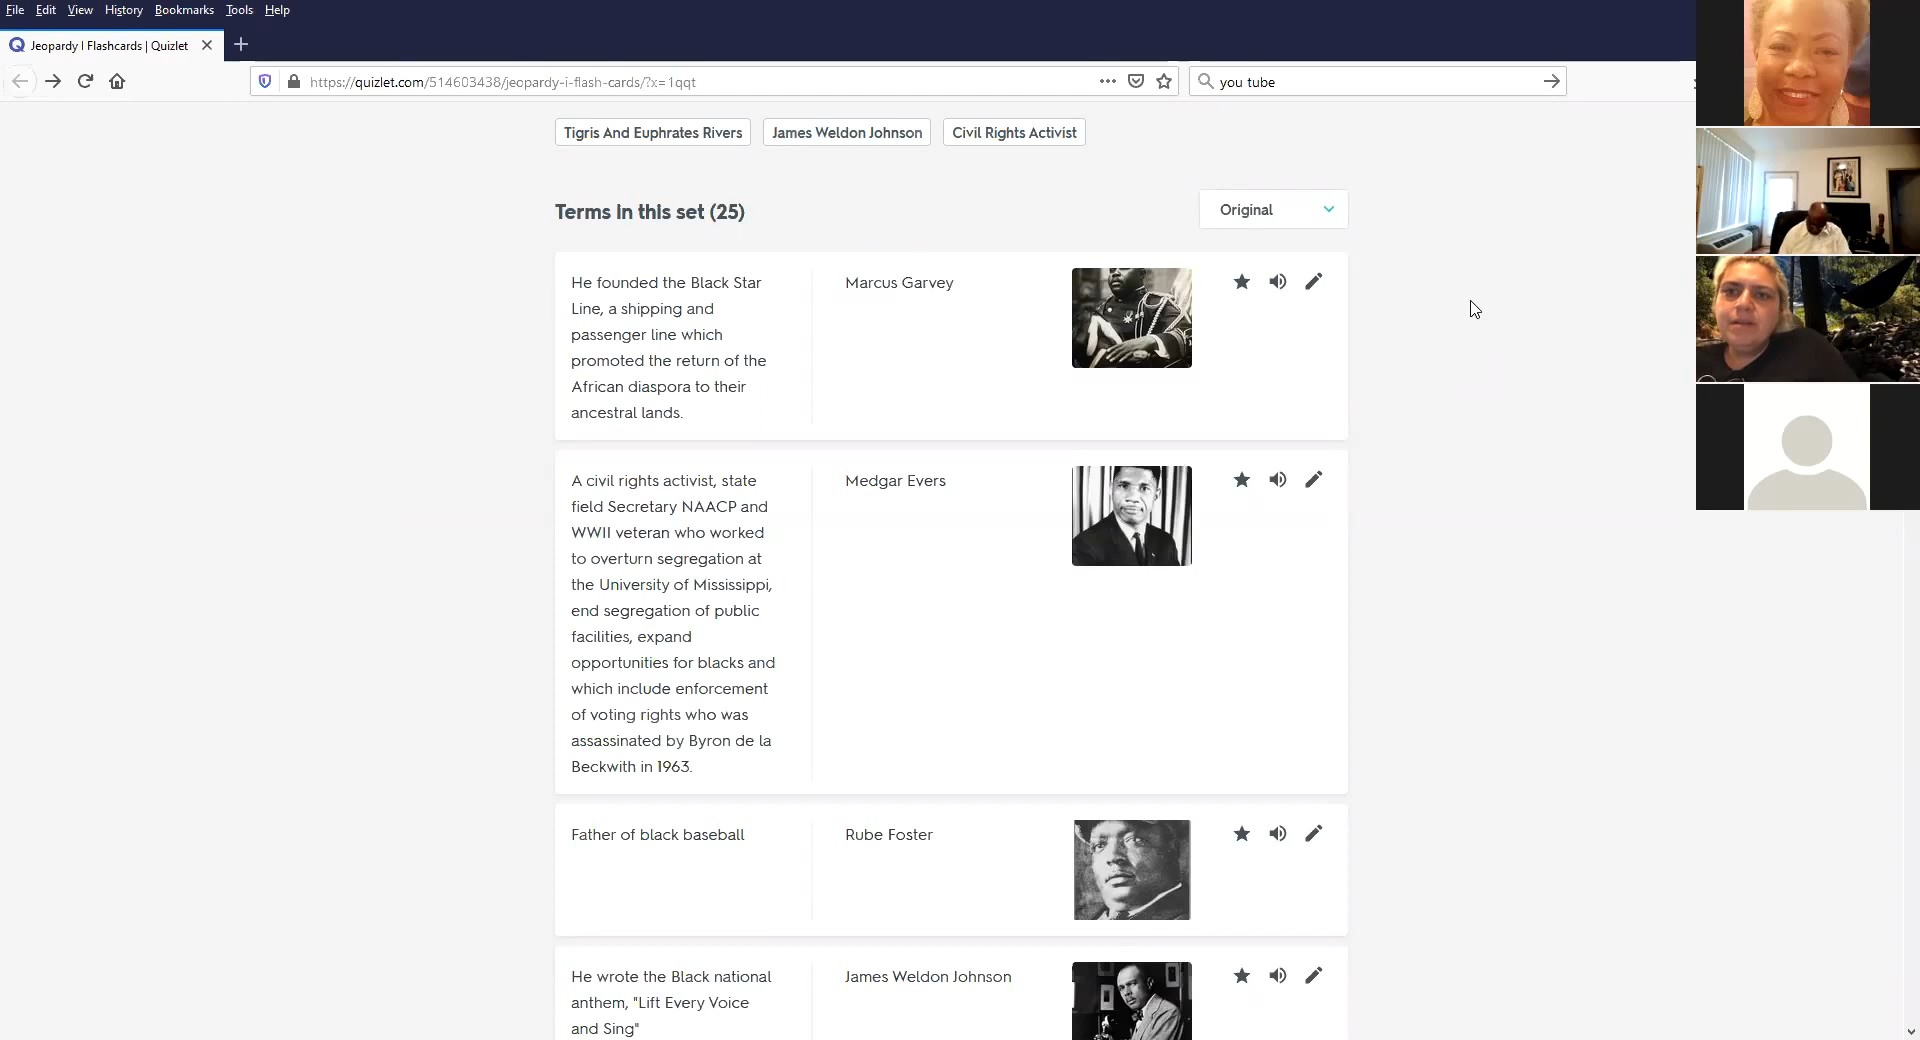 File Edit View History Bookmarks Tools Help
Jeopardy I Flashcards | Quizlet
https://quizlet.com/514603438/jeopardy-i-flash-cards/?x=1qqt
you tube
Tigris And Euphrates Rivers
James Weldon Johnson
Civil Rights Activist
Terms in this set (25)
Original
He founded the Black Star
Line, a shipping and
passenger line which
promoted the return of the
African diaspora to their
ancestral lands.
Marcus Garvey
A civil rights activist, state
field Secretary NAACP and
WWII veteran who worked
to overturn segregation at
the University of Mississippi,
end segregation of public
facilities, expand
opportunities for blacks and
which include enforcement
of voting rights who was
assassinated by Byron de la
Beckwith in 1963.
Medgar Evers
Father of black baseball
Rube Foster
He wrote the Black national
anthem, "Lift Every Voice
and Sing"
James Weldon Johnson